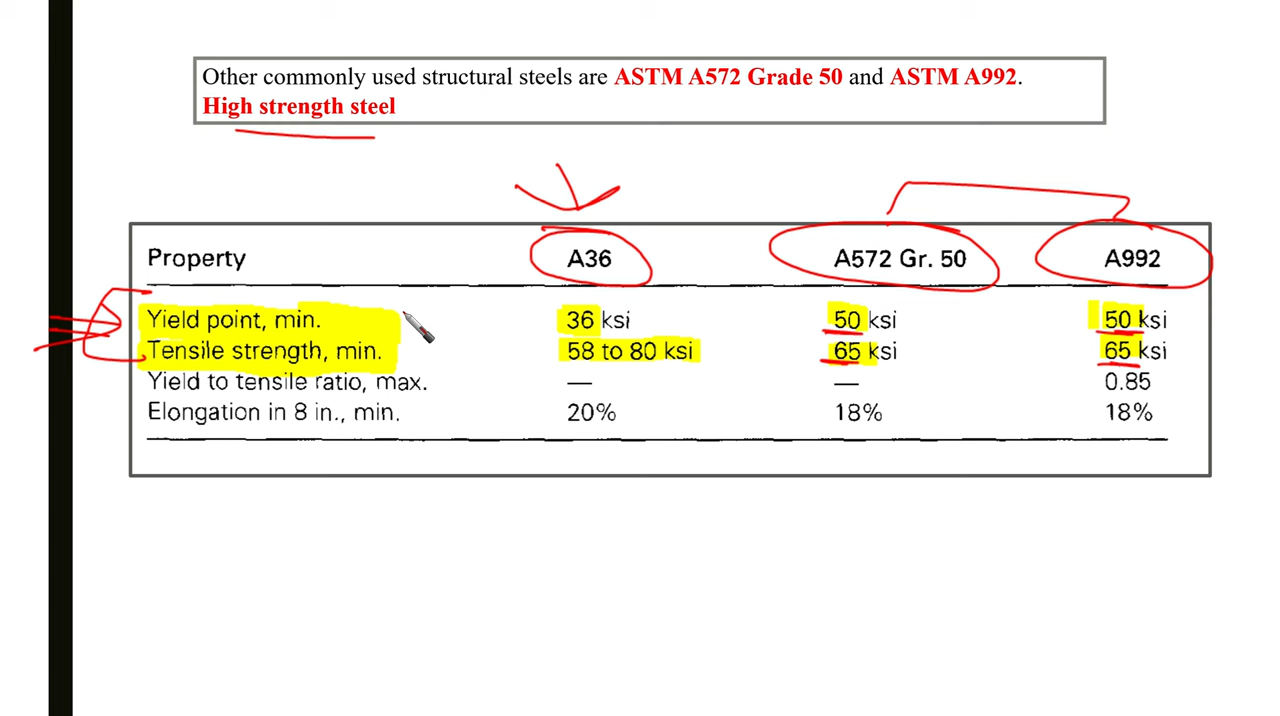 Other commonly used structural steels are ASTM A572 Grade 50 and ASTM A992.
High strength steel
Property A36 A572 Gr. 50 A992
Yield point, min. 36 ksi 50 ksi 50 ksi
Tensile strength, min. 58 to 80 ksi 65 ksi 65 ksi
Yield to tensile ratio, max. — — 0.85
Elongation in 8 in., min. 20% 18% 18%